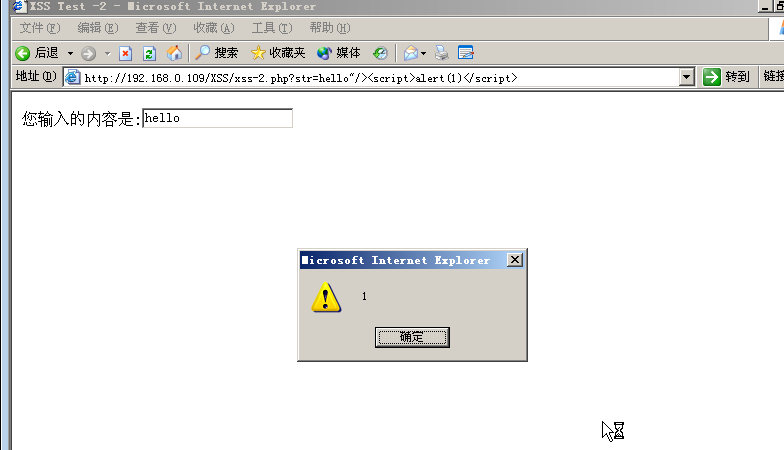 XSS Test -2 - Microsoft Internet Explorer
文件(F) 编辑(E) 查看(V) 收藏(A) 工具(T) 帮助(H)
后退 搜索 收藏夹 媒体
地址(D) http://192.168.0.109/XSS/xss-2.php?str=hello"/><script>alert(1)</script> 转到 链接
您输入的内容是:hello
Microsoft Internet Explorer
1
确定